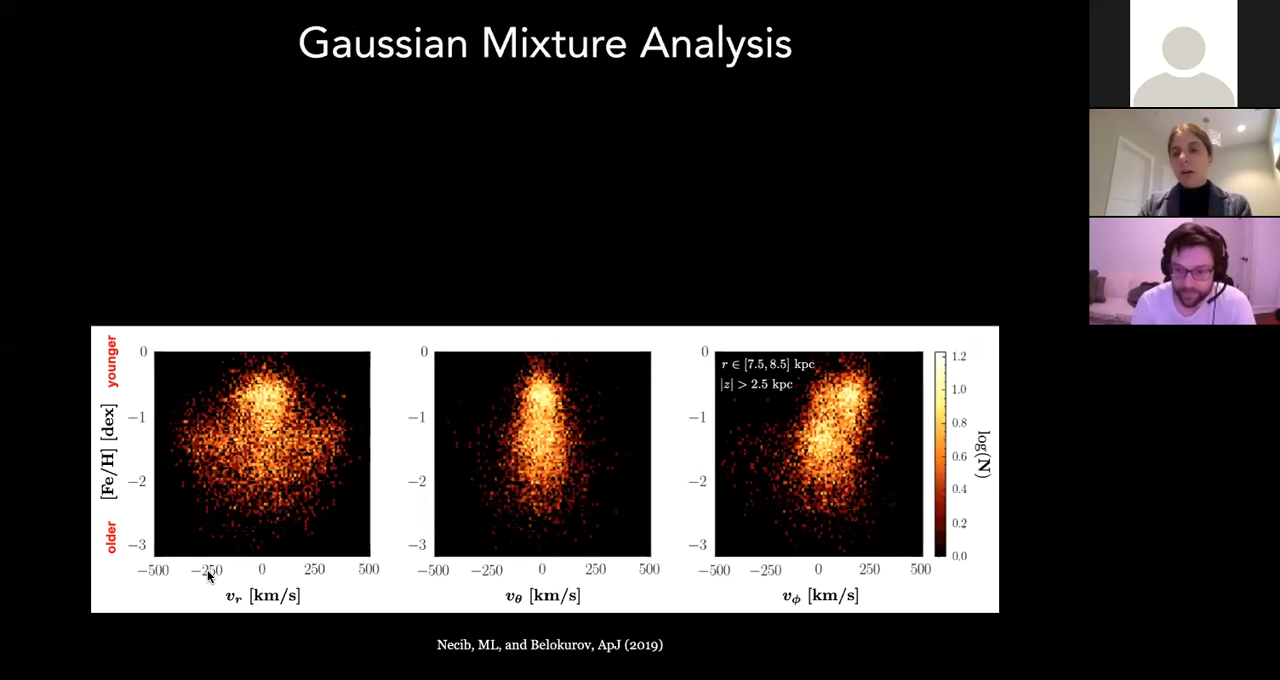 Gaussian Mixture Analysis
younger
[Fe/H] [dex]
older
0
−1
−2
−3
−500 −250 0 250 500
v_r [km/s]
0
−1
−2
−3
−500 −250 0 250 500
v_θ [km/s]
r ∈ [7.5, 8.5] kpc
|z| > 2.5 kpc
0
−1
−2
−3
−500 −250 0 250 500
v_ϕ [km/s]
1.2
1.0
0.8
0.6
0.4
0.2
0.0
log(N)
Necib, ML, and Belokurov, ApJ (2019)